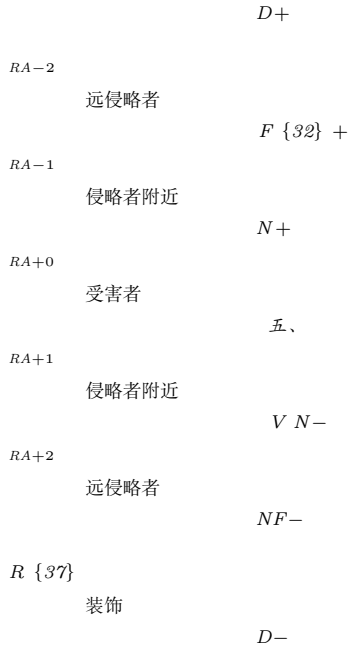 D+
RA−2
远侵略者
F {32} +
RA−1
侵略者附近
N+
RA+0
受害者
五、
RA+1
侵略者附近
V N−
RA+2
远侵略者
NF−
R {37}
装饰
D−